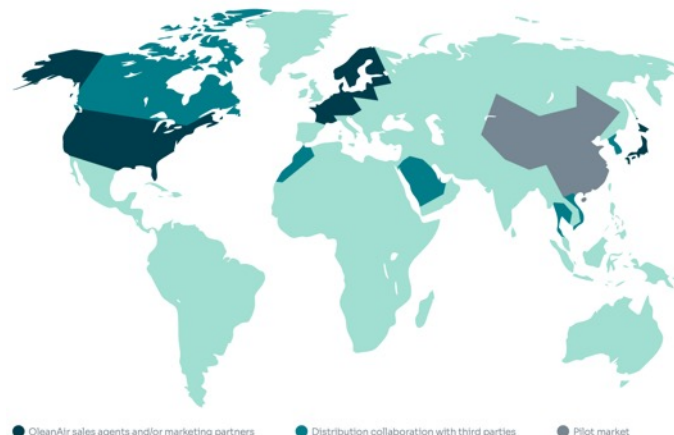 OleanAir sales agents and/or marketing partners
Distribution collaboration with third parties
Pilot market